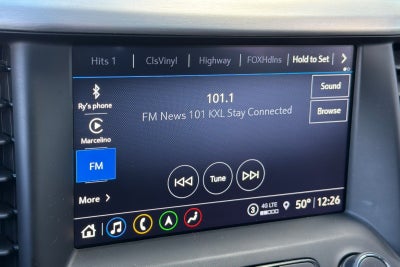 Hits 1 ClsVinyl Highway FOXHdlns Hold to Set
Ry's phone
101.1
Sound
FM News 101 KXL Stay Connected
Browse
Marcelino
FM
Tune
More
3 4G LTE 50° 12:26